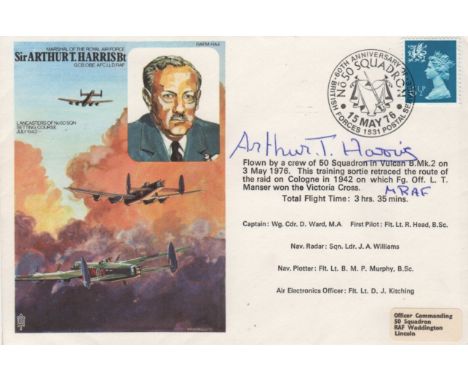 MARSHAL OF THE ROYAL AIR FORCE
Sir ARTHUR T. HARRIS Bt
G.C.B. O.B.E. A.F.C. LL.D. RAF
RAFM·HA4
LANCASTERS OF No 50 SQN
SETTING COURSE
JULY 1942
60TH ANNIVERSARY
No. 50 SQUADRON
15 MAY 76
BRITISH FORCES 1531 POSTAL SERVICE
Arthur T. Harris
MRAF
Flown by a crew of 50 Squadron in Vulcan B.Mk.2 on
3 May 1976. This training sortie retraced the route of
the raid on Cologne in 1942 on which Fg. Off. L. T.
Manser won the Victoria Cross.
Total Flight Time: 3 hrs. 35 mins.
Captain: Wg. Cdr. D. Ward, M.A. First Pilot: Flt. Lt. R. Head, B.Sc.
Nav. Radar: Sqn. Ldr. J. A. Williams
Nav. Plotter: Flt. Lt. B. M. P. Murphy, B.Sc.
Air Electronics Officer: Flt. Lt. D. J. Kitching
Officer Commanding
50 Squadron
RAF Waddington
Lincoln